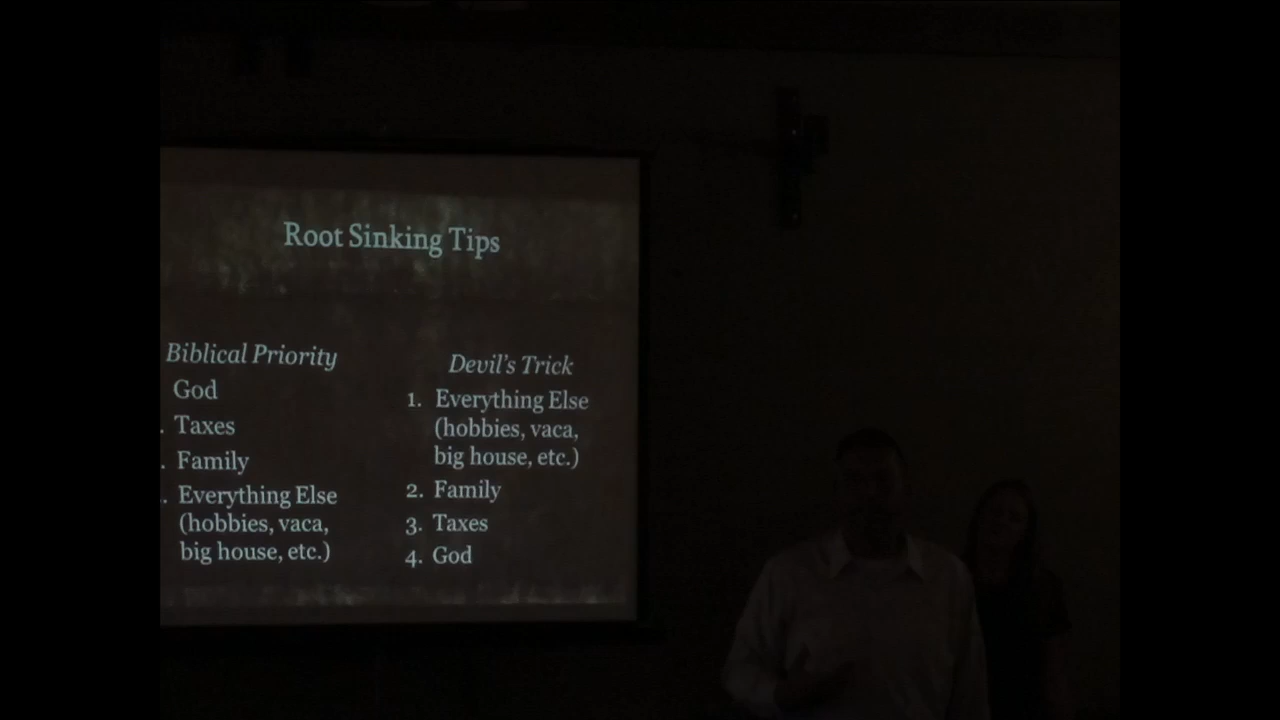 Root Sinking Tips
Biblical Priority
God
. Taxes
. Family
. Everything Else
(hobbies, vaca,
big house, etc.)
Devil's Trick
1. Everything Else
(hobbies, vaca,
big house, etc.)
2. Family
3. Taxes
4. God